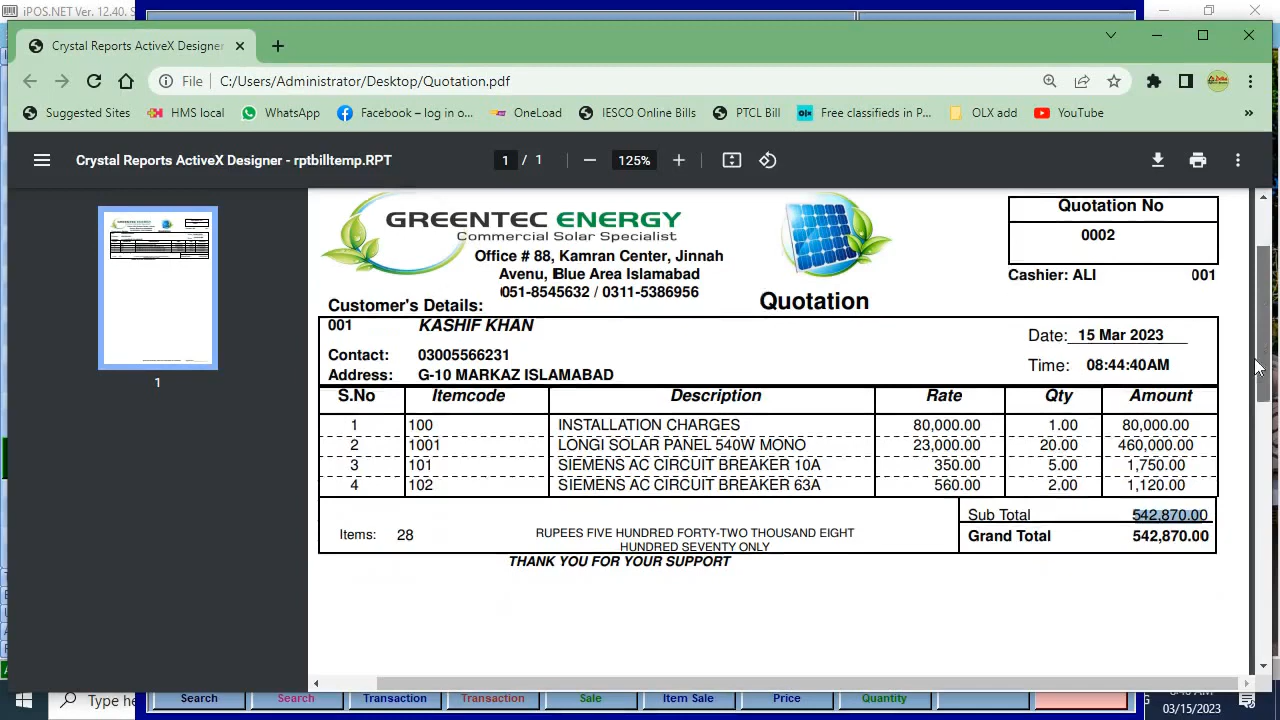 iPOS.NET Ver. 12.40. S
Crystal Reports ActiveX Designer
File C:/Users/Administrator/Desktop/Quotation.pdf
Suggested Sites HMS local WhatsApp Facebook – log in o... OneLoad IESCO Online Bills PTCL Bill Free classifieds in P... OLX add YouTube »
Crystal Reports ActiveX Designer - rptbilltemp.RPT 1 / 1 125%
1
GREENTEC ENERGY
Commercial Solar Specialist
Office # 88, Kamran Center, Jinnah
Avenu, Blue Area Islamabad
051-8545632 / 0311-5386956
Quotation
Quotation No
0002
Cashier: ALI 001
Customer's Details:
001 KASHIF KHAN
Contact: 03005566231
Address: G-10 MARKAZ ISLAMABAD
Date: 15 Mar 2023
Time: 08:44:40AM
S.No Itemcode Description Rate Qty Amount
1 100 INSTALLATION CHARGES 80,000.00 1.00 80,000.00
2 1001 LONGI SOLAR PANEL 540W MONO 23,000.00 20.00 460,000.00
3 101 SIEMENS AC CIRCUIT BREAKER 10A 350.00 5.00 1,750.00
4 102 SIEMENS AC CIRCUIT BREAKER 63A 560.00 2.00 1,120.00
Sub Total 542,870.00
Grand Total 542,870.00
Items: 28
RUPEES FIVE HUNDRED FORTY-TWO THOUSAND EIGHT
HUNDRED SEVENTY ONLY
THANK YOU FOR YOUR SUPPORT
Type he
Search Search Transaction Transaction Sale Item Sale Price Quantity
03/15/2023